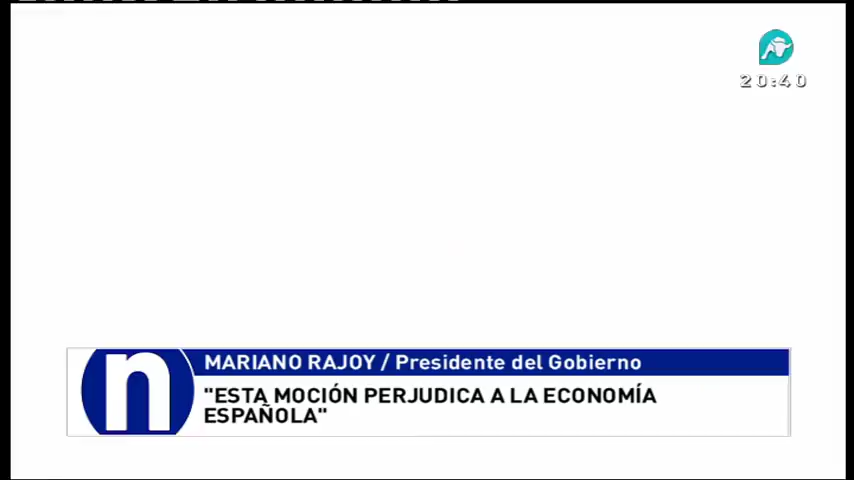 20:40
n
MARIANO RAJOY / Presidente del Gobierno
"ESTA MOCIÓN PERJUDICA A LA ECONOMÍA
ESPAÑOLA"